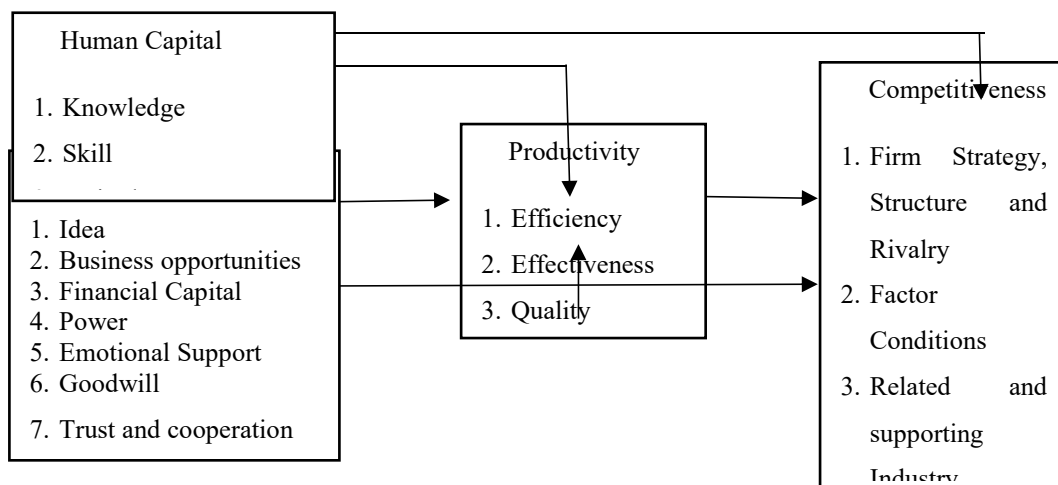 Human Capital
1. Knowledge
2. Skill
1. Idea
2. Business opportunities
3. Financial Capital
4. Power
5. Emotional Support
6. Goodwill
7. Trust and cooperation
Productivity
1. Efficiency
2. Effectiveness
3. Quality
Competitiveness
1. Firm Strategy,
Structure and
Rivalry
2. Factor
Conditions
3. Related and
supporting
Industry